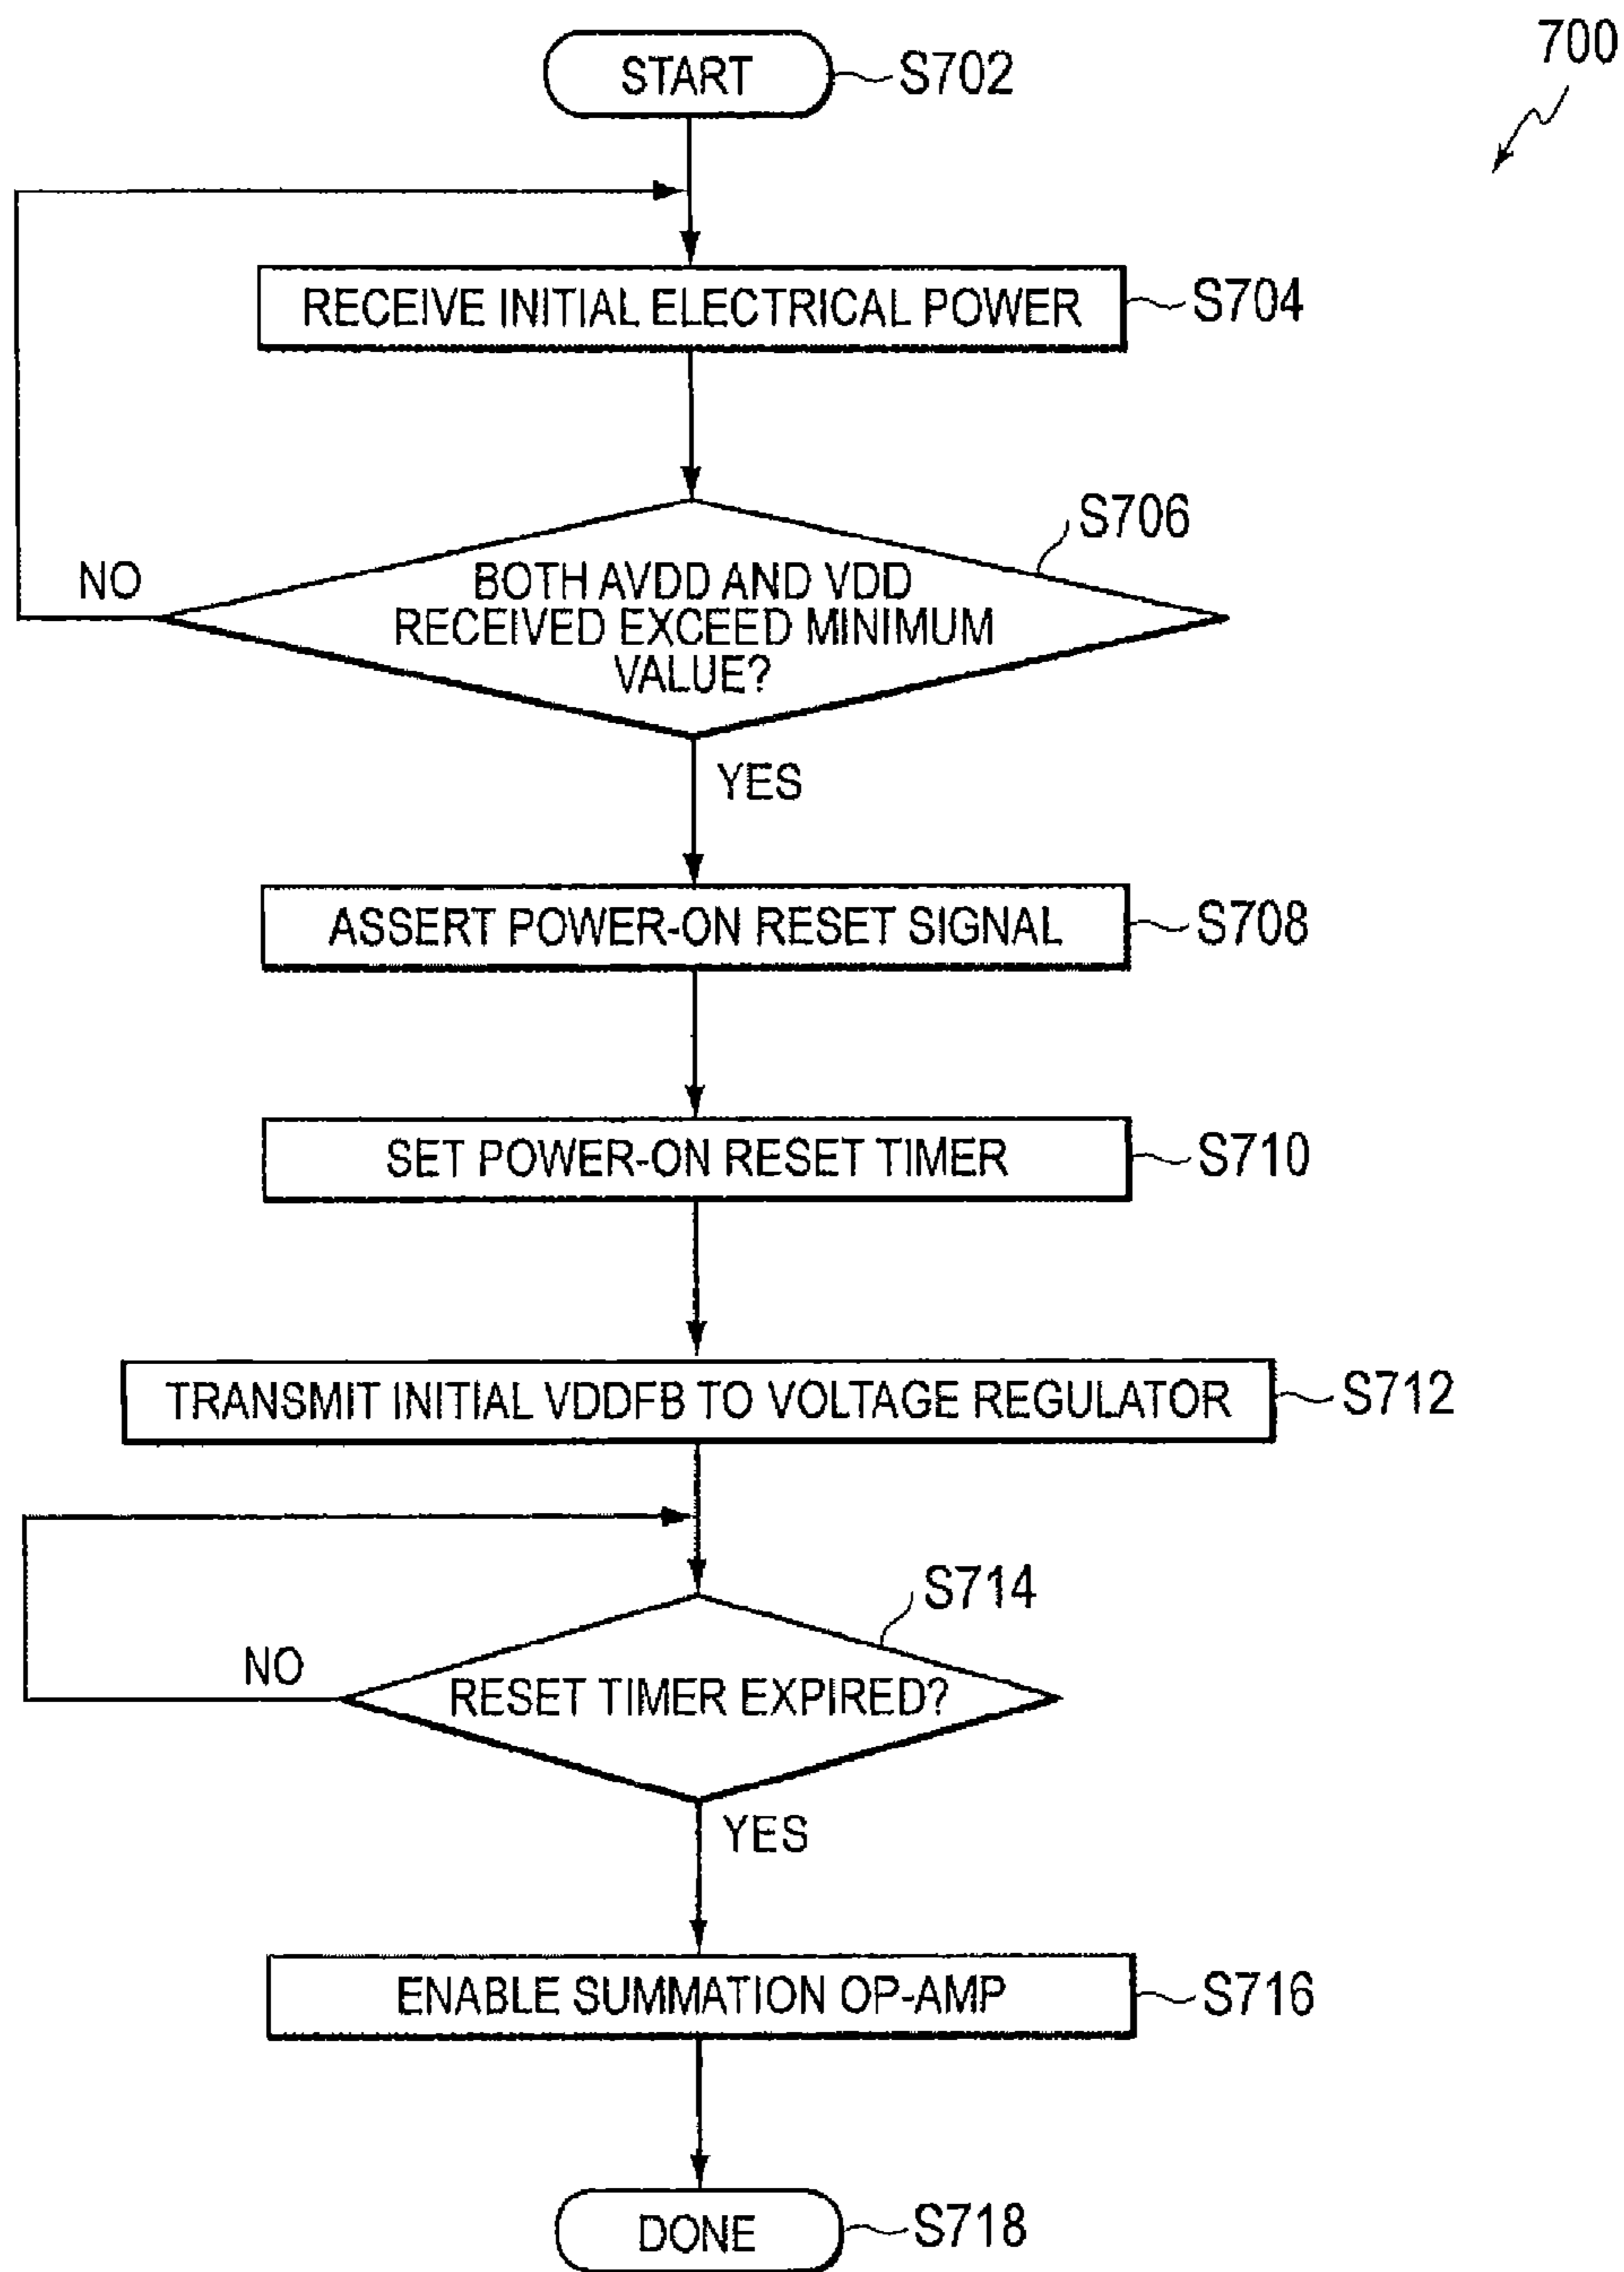 700
START
S702
RECEIVE INITIAL ELECTRICAL POWER
S704
S706
NO
BOTH AVDD AND VDD
RECEIVED EXCEED MINIMUM
VALUE?
YES
ASSERT POWER-ON RESET SIGNAL
S708
SET POWER-ON RESET TIMER
S710
TRANSMIT INITIAL VDDFB TO VOLTAGE REGULATOR
S712
S714
NO
RESET TIMER EXPIRED?
YES
ENABLE SUMMATION OP-AMP
S716
DONE
S718